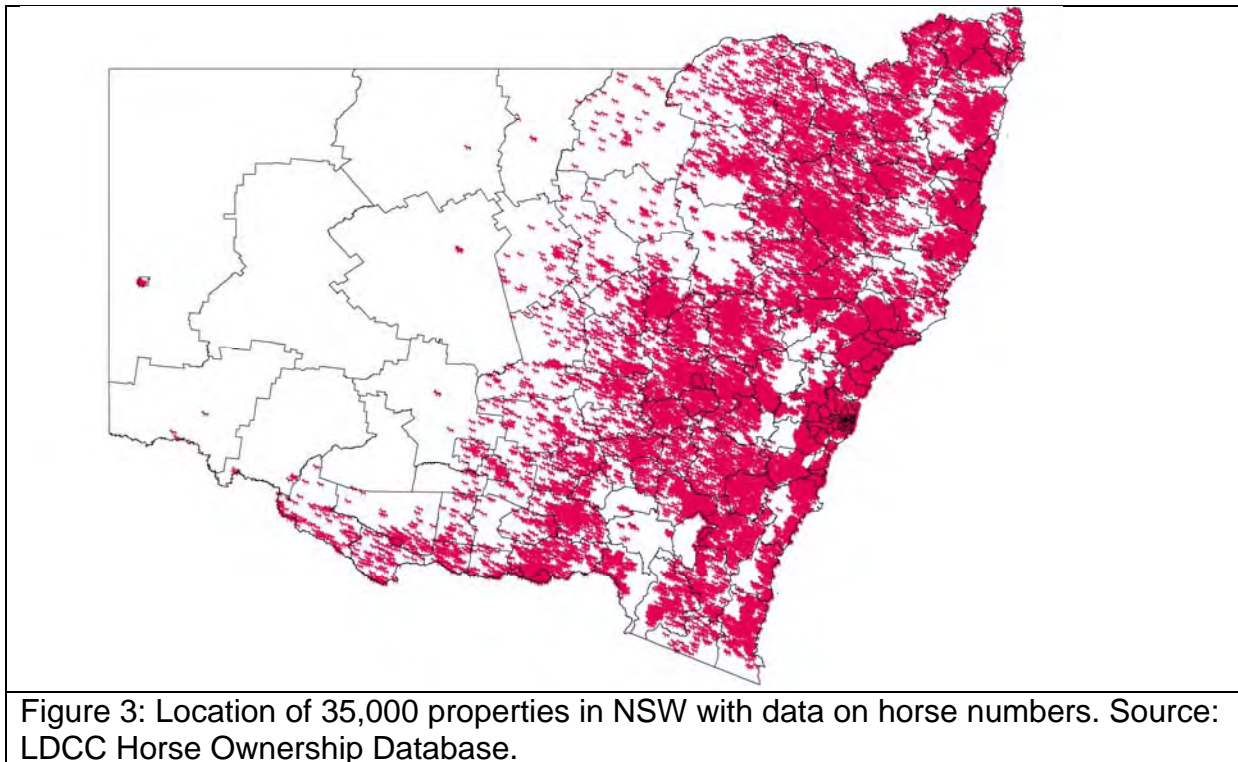 Figure 3: Location of 35,000 properties in NSW with data on horse numbers. Source:
LDCC Horse Ownership Database.